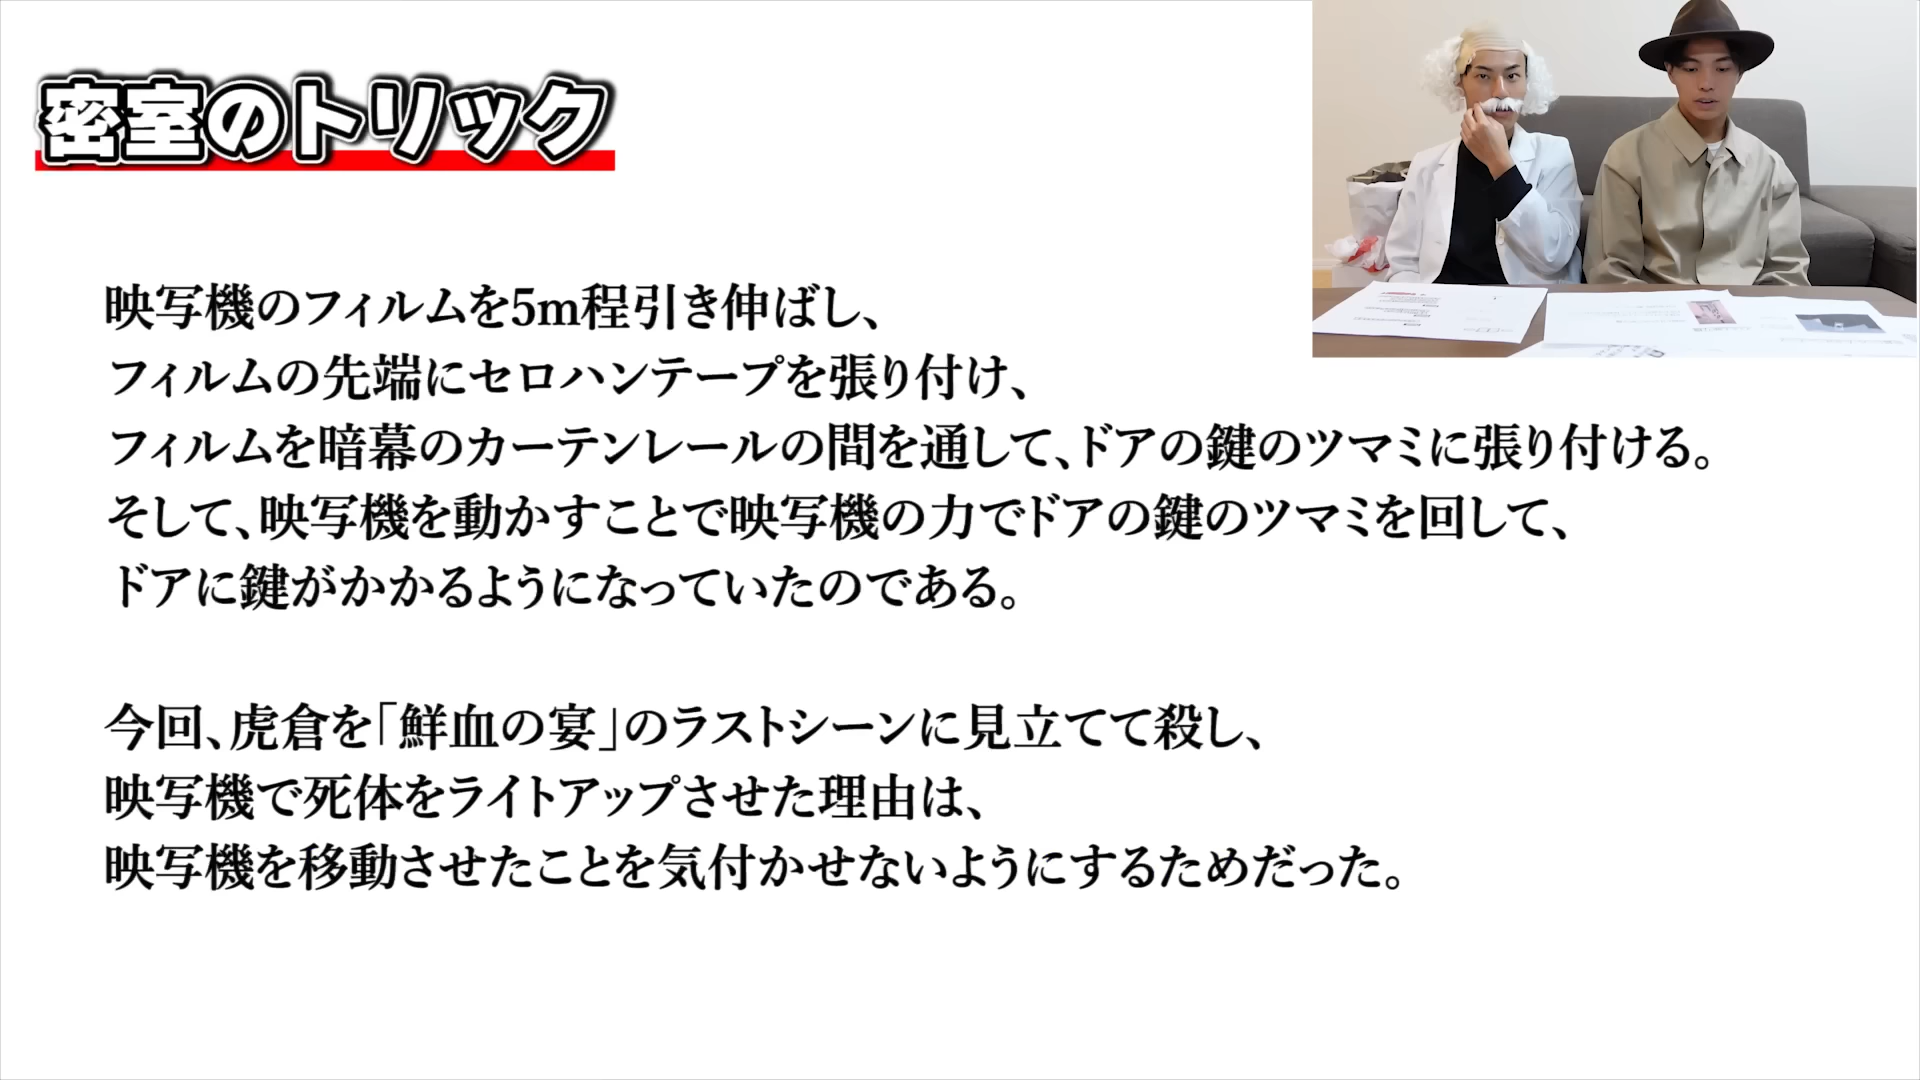 密室のトリック
映写機のフィルムを5m程引き伸ばし、
フィルムの先端にセロハンテープを張り付け、
フィルムを暗幕のカーテンレールの間を通して、ドアの鍵のツマミに張り付ける。
そして、映写機を動かすことで映写機の力でドアの鍵のツマミを回して、
ドアに鍵がかかるようになっていたのである。
今回、虎倉を「鮮血の宴」のラストシーンに見立てて殺し、
映写機で死体をライトアップさせた理由は、
映写機を移動させたことを気付かせないようにするためだった。